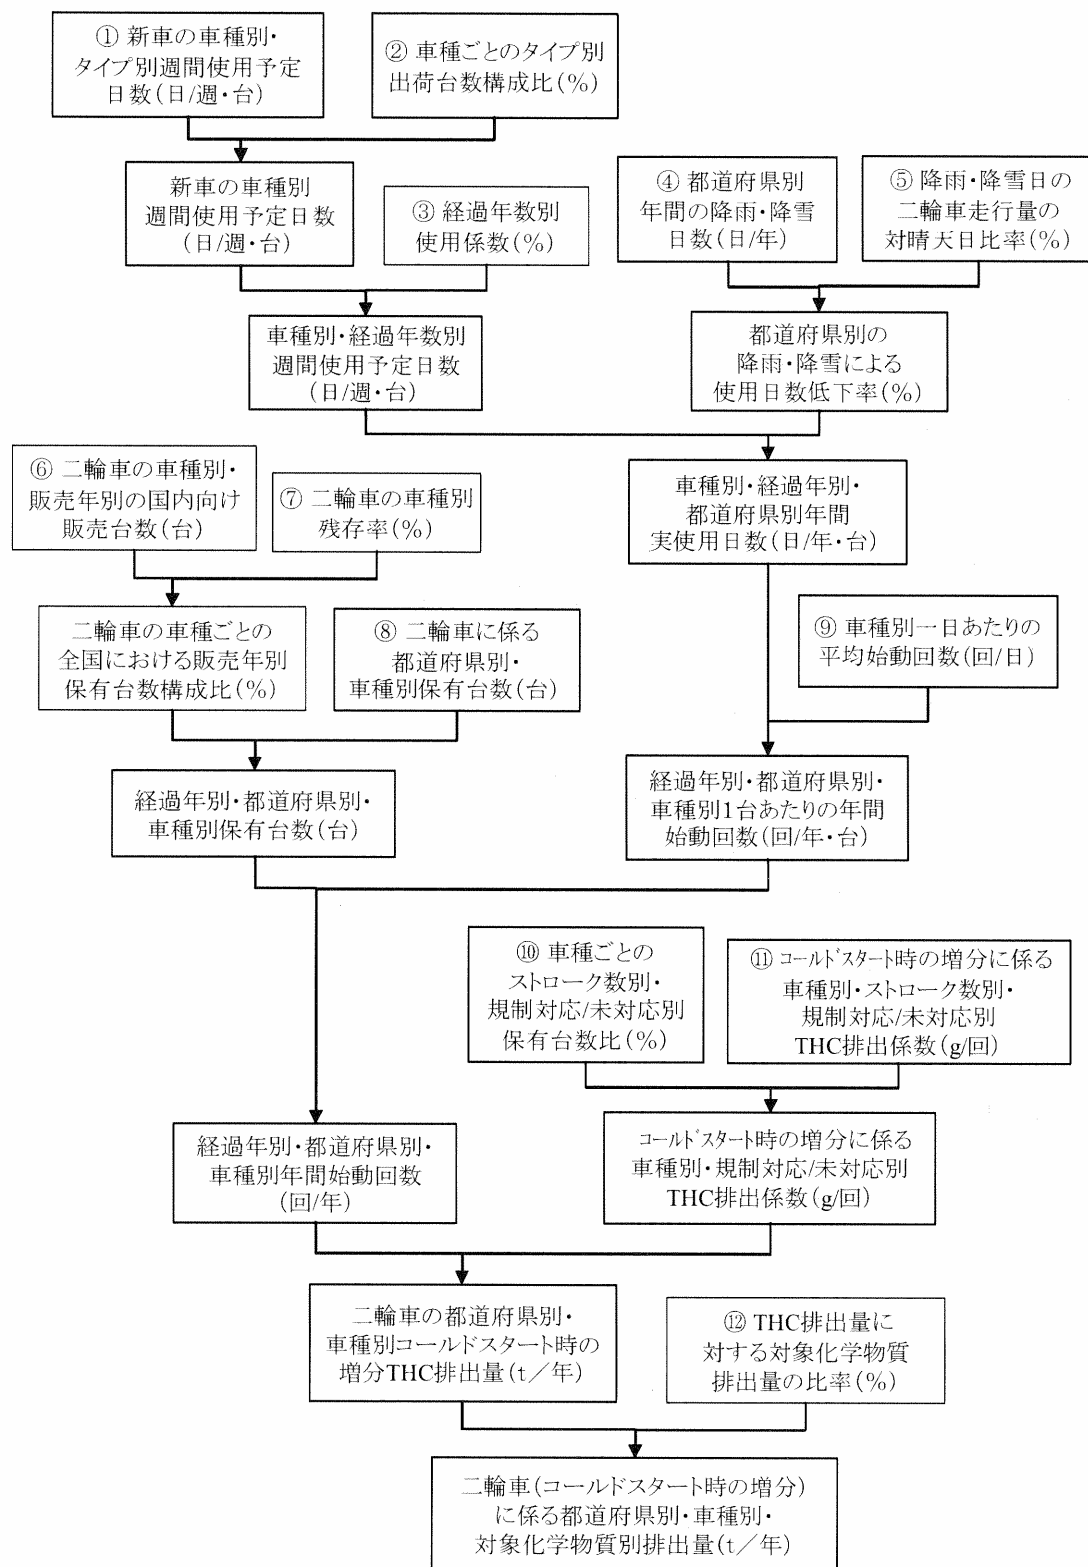 ① 新車の車種別・
タイプ別週間使用予定
日数(日/週・台)
② 車種ごとのタイプ別
出荷台数構成比(%)
新車の車種別
週間使用予定日数
(日/週・台)
③ 経過年数別
使用係数(%)
④ 都道府県別
年間の降雨・降雪
日数(日/年)
⑤ 降雨・降雪日の
二輪車走行量の
対晴天日比率(%)
車種別・経過年数別
週間使用予定日数
(日/週・台)
都道府県別の
降雨・降雪による
使用日数低下率(%)
⑥ 二輪車の車種別・
販売年別の国内向け
販売台数(台)
⑦ 二輪車の車種別
残存率(%)
車種別・経過年別・
都道府県別年間
実使用日数(日/年・台)
二輪車の車種ごとの
全国における販売年別
保有台数構成比(%)
⑧ 二輪車に係る
都道府県別・
車種別保有台数(台)
⑨ 車種別一日あたりの
平均始動回数(回/日)
経過年別・都道府県別・
車種別保有台数(台)
経過年別・都道府県別・
車種別1台あたりの年間
始動回数(回/年・台)
⑩ 車種ごとの
ストローク数別・
規制対応/未対応別
保有台数比(%)
⑪ コールドスタート時の増分に係る
車種別・ストローク数別・
規制対応/未対応別
THC排出係数(g/回)
経過年別・都道府県別・
車種別年間始動回数
(回/年)
コールドスタート時の増分に係る
車種別・規制対応/未対応別
THC排出係数(g/回)
二輪車の都道府県別・
車種別コールドスタート時の
増分THC排出量(t/年)
⑫ THC排出量に
対する対象化学物質
排出量の比率(%)
二輪車(コールドスタート時の増分)
に係る都道府県別・車種別・
対象化学物質別排出量(t/年)